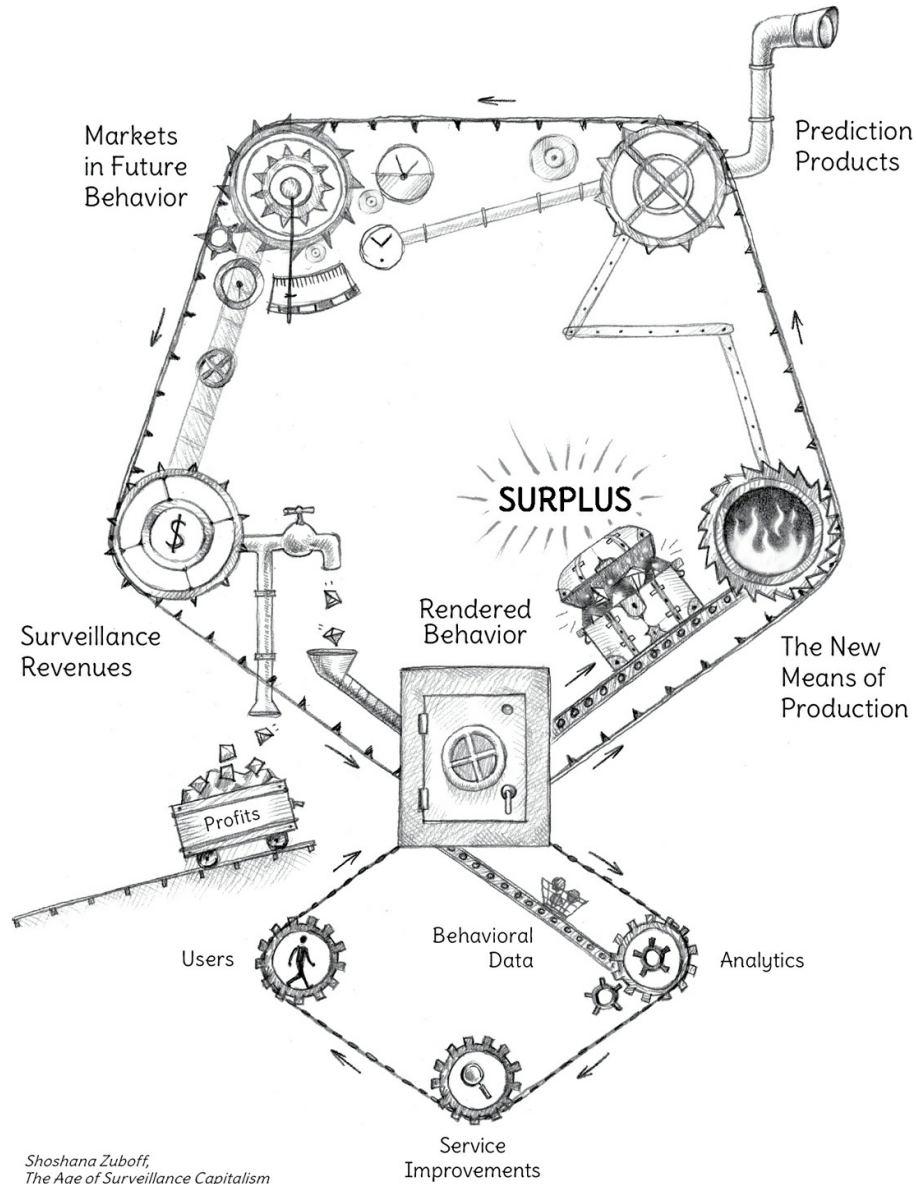 Markets
in Future
Behavior
Prediction
Products
SURPLUS
$
Rendered
Behavior
Surveillance
Revenues
The New
Means of
Production
Profits
Users
Behavioral
Data
Analytics
Service
Improvements
Shoshana Zuboff,
The Age of Surveillance Capitalism